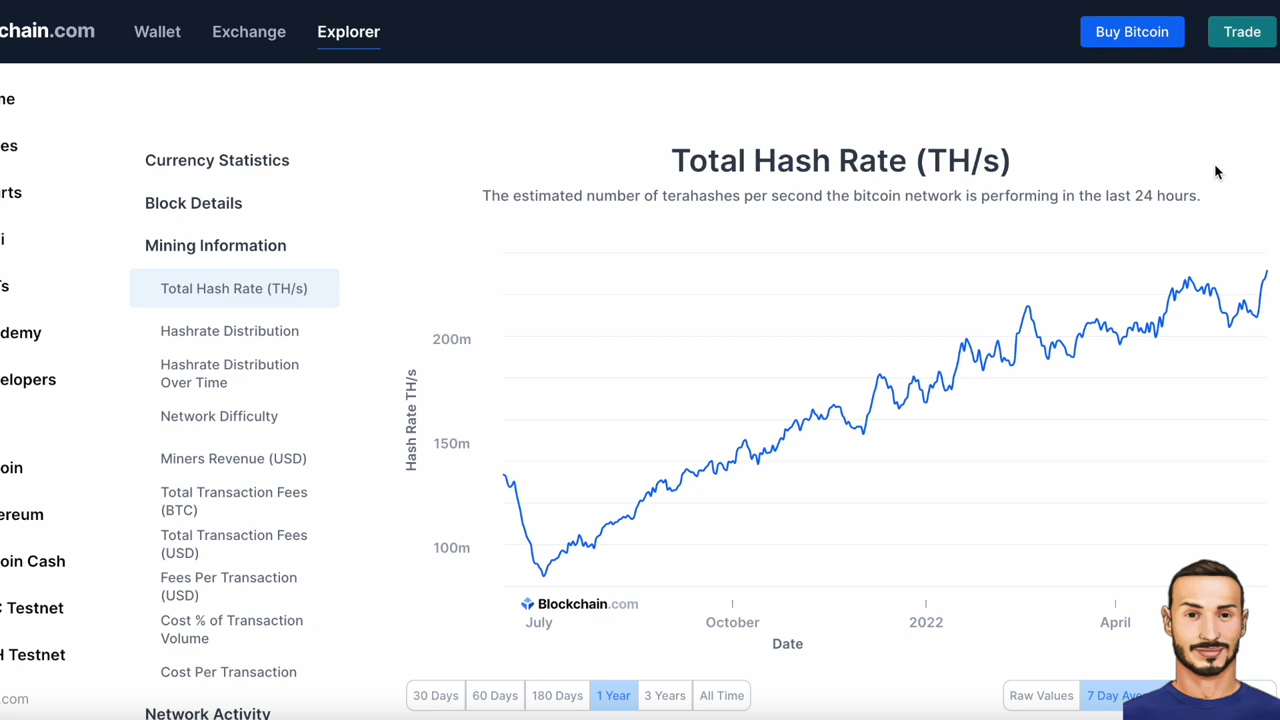 chain.com
Wallet
Exchange
Explorer
Buy Bitcoin
Trade
me
es
rts
i
s
demy
elopers
oin
ereum
oin Cash
C Testnet
H Testnet
.com
Currency Statistics
Block Details
Mining Information
Total Hash Rate (TH/s)
Hashrate Distribution
Hashrate Distribution
Over Time
Network Difficulty
Miners Revenue (USD)
Total Transaction Fees
(BTC)
Total Transaction Fees
(USD)
Fees Per Transaction
(USD)
Cost % of Transaction
Volume
Cost Per Transaction
Network Activity
Total Hash Rate (TH/s)
The estimated number of terahashes per second the bitcoin network is performing in the last 24 hours.
Hash Rate TH/s
200m
150m
100m
Blockchain.com
July
October
2022
April
Date
30 Days
60 Days
180 Days
1 Year
3 Years
All Time
Raw Values
7 Day Ave